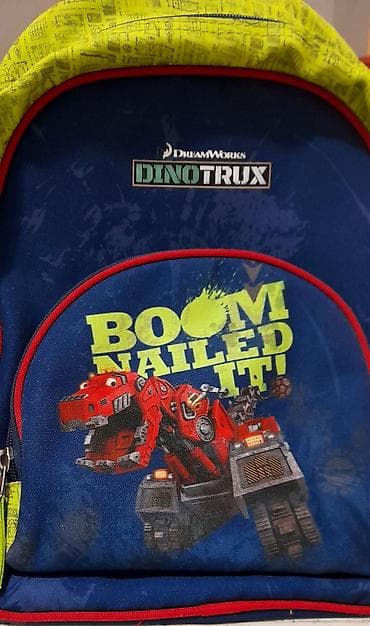 DREAMWORKS
DINOTRUX
BOOM
NAILED
IT!